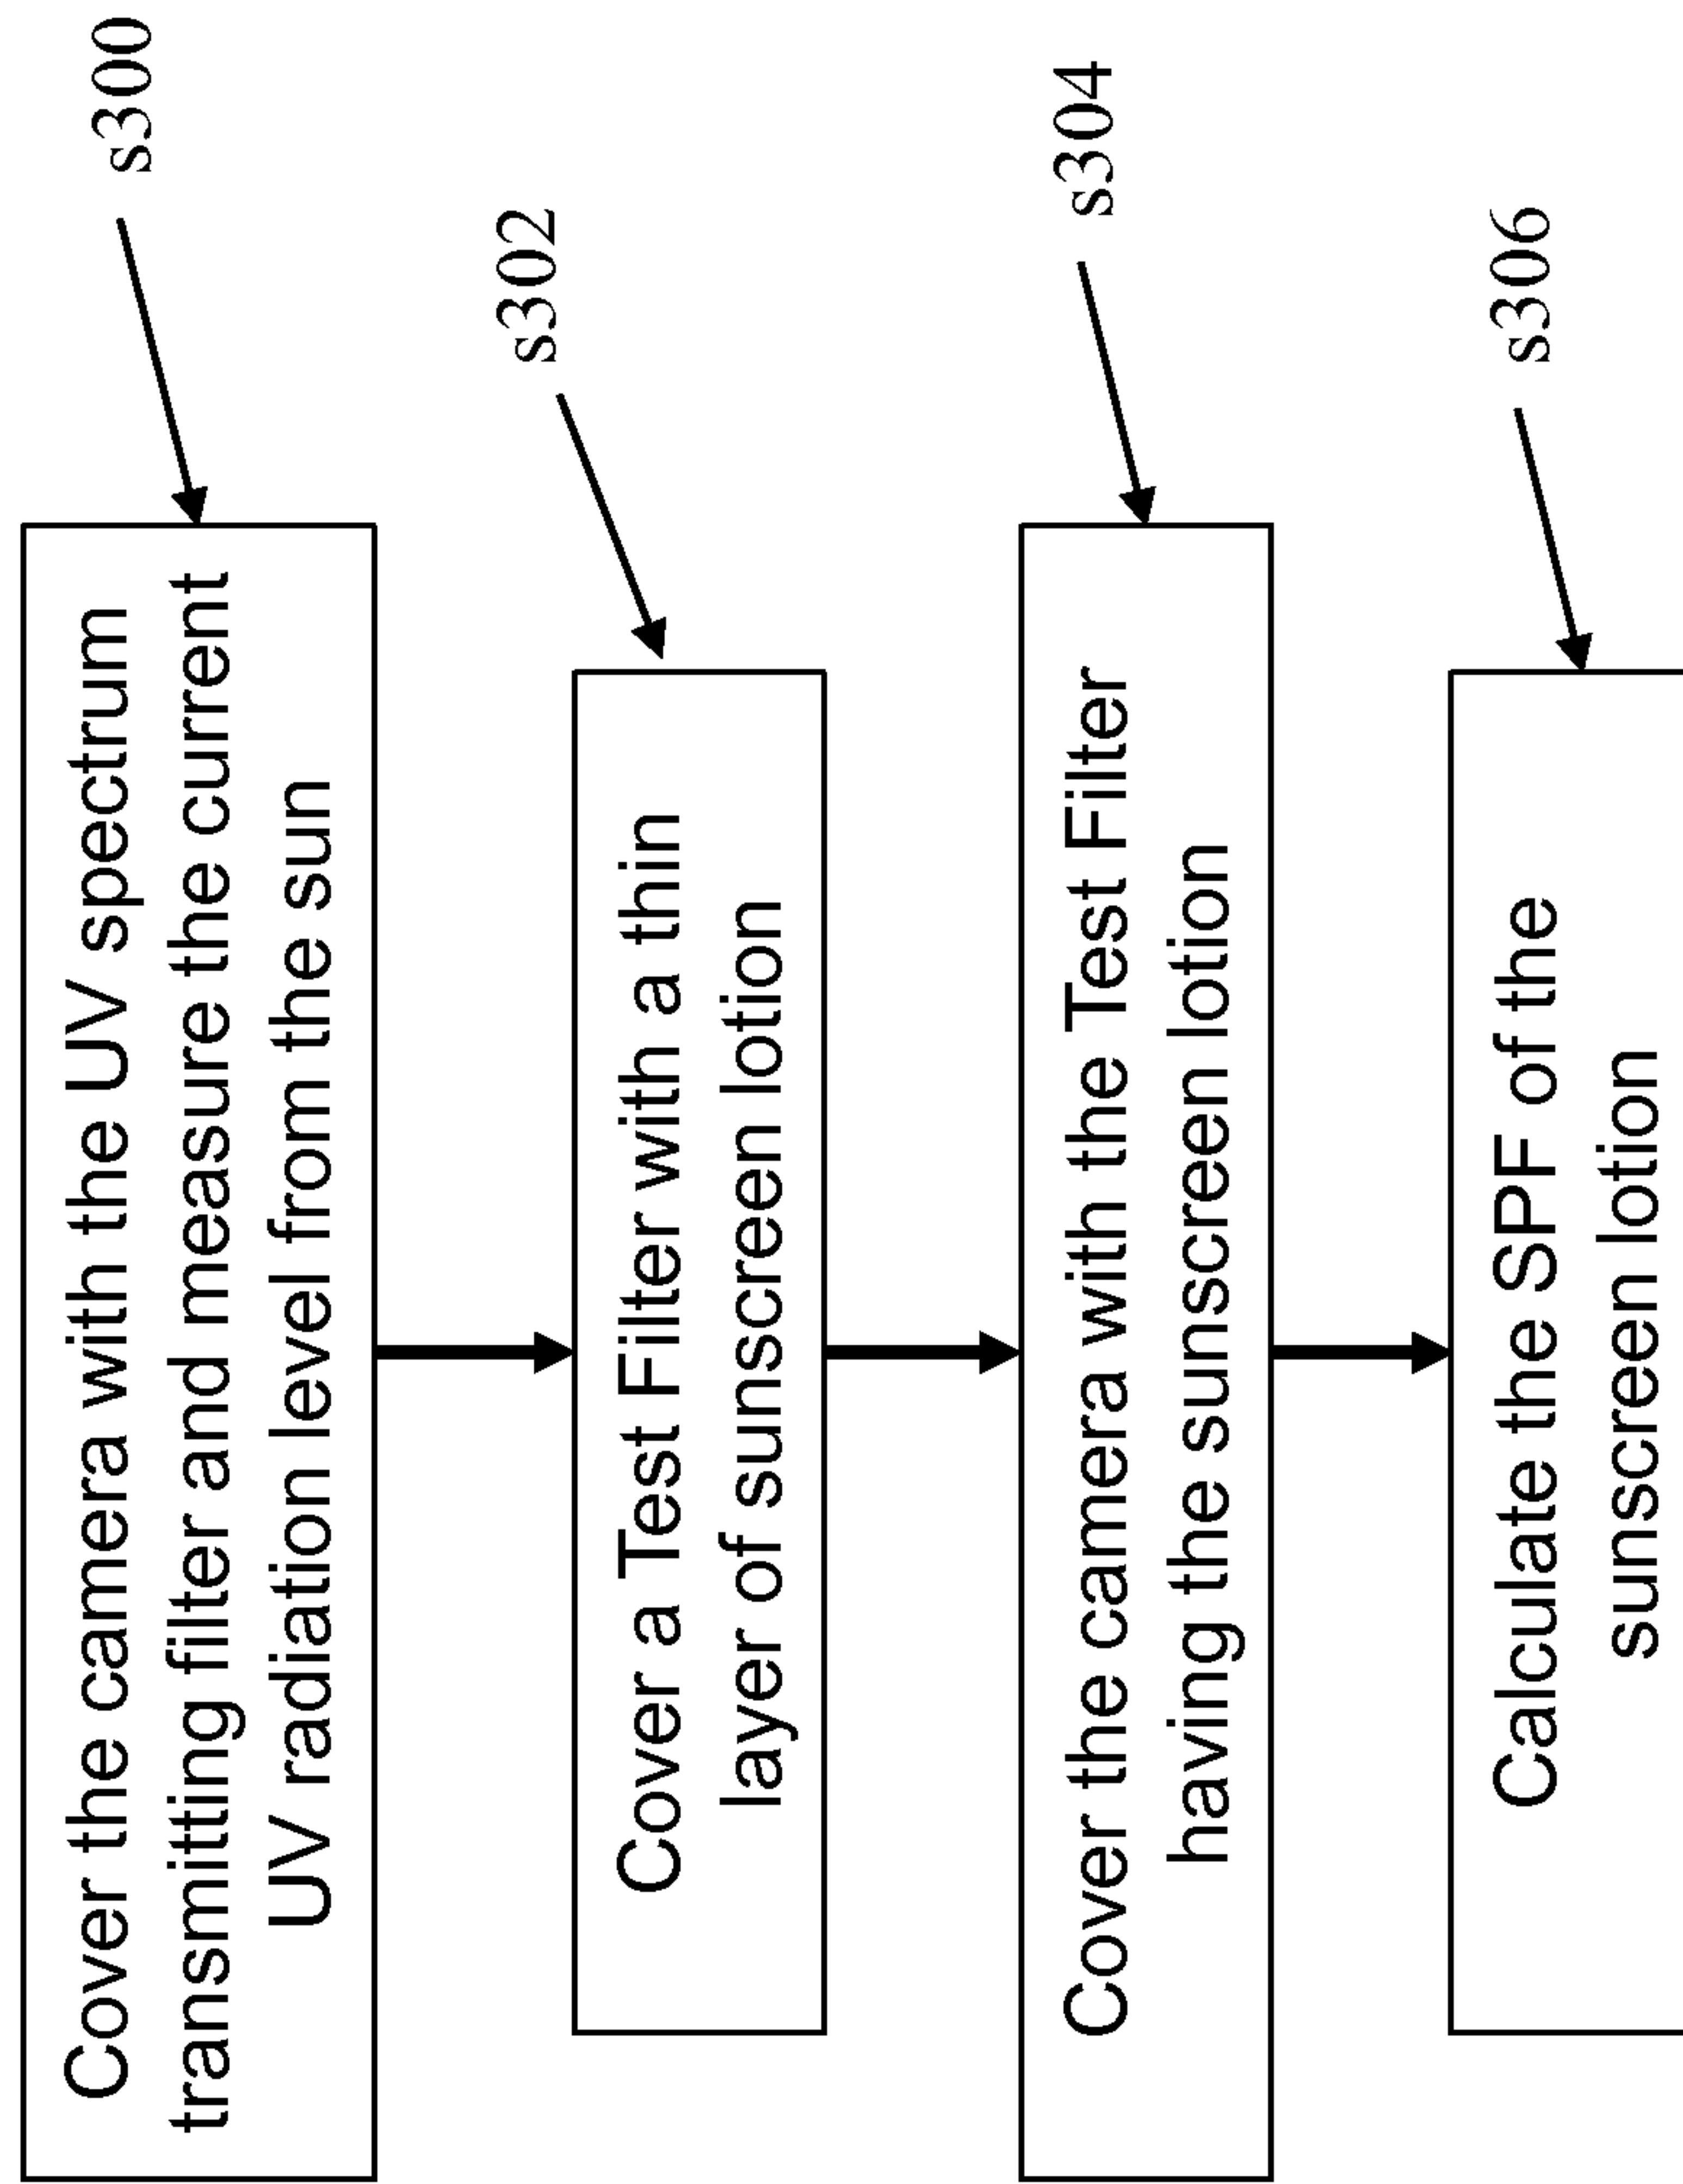 Cover the camera with the UV spectrum
transmitting filter and measure the current
UV radiation level from the sun
s300
Cover a Test Filter with a thin
layer of sunscreen lotion
s302
Cover the camera with the Test Filter
having the sunscreen lotion
s304
Calculate the SPF of the
sunscreen lotion
s306